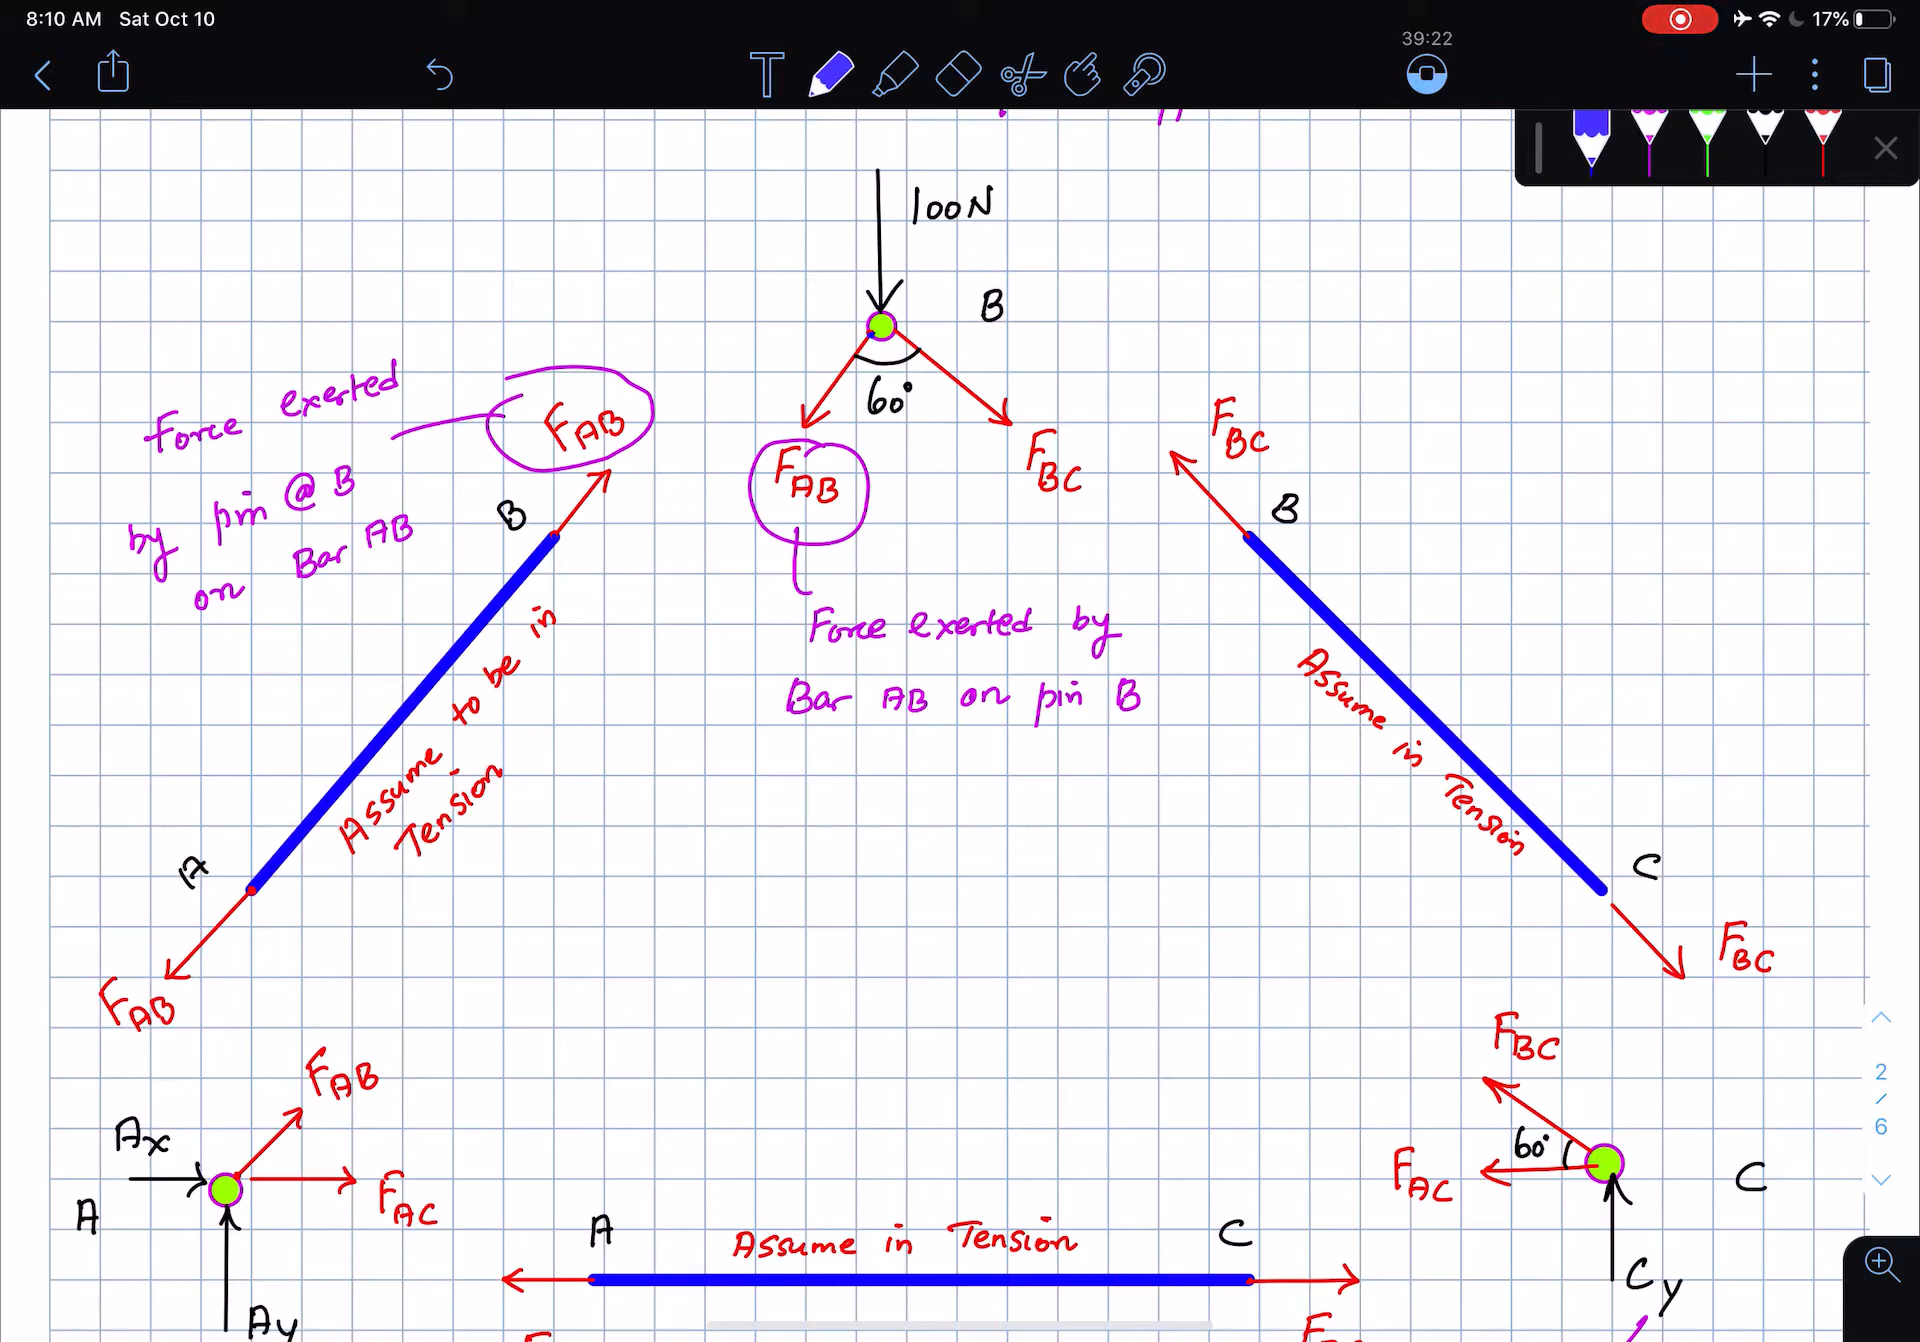 8:10 AM Sat Oct 10
17%
39:22
100N
B
60°
Force exerted
by pin @ B
on Bar AB
FAB
FAB
FBC
FBC
B
B
Force exerted by
Bar AB on pin B
Assume to be in
Tension
Assume in Tension
A
C
FAB
FBC
FAB
Ax
FAC
A
Ay
A
Assume in Tension
C
FBC
60°
FAC
C
Cy
2
/
6